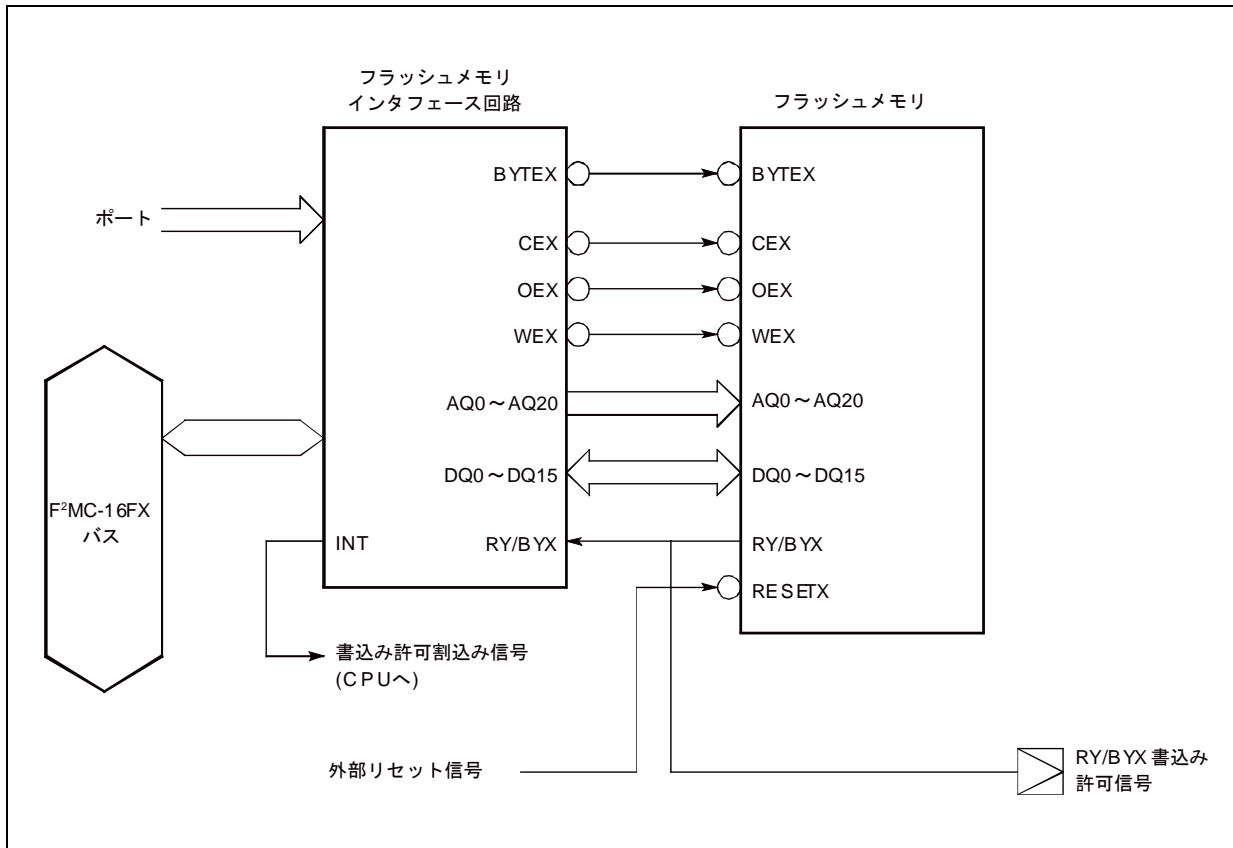 フラッシュメモリ
インタフェース回路
フラッシュメモリ
ポート
BYTEX
CEX
OEX
WEX
AQ0～AQ20
DQ0～DQ15
INT
RY/BYX
BYTEX
CEX
OEX
WEX
AQ0～AQ20
DQ0～DQ15
RY/BYX
RESETX
F²MC-16FX
バス
書込み許可割込み信号
(CPUへ)
外部リセット信号
RY/BYX 書込み
許可信号